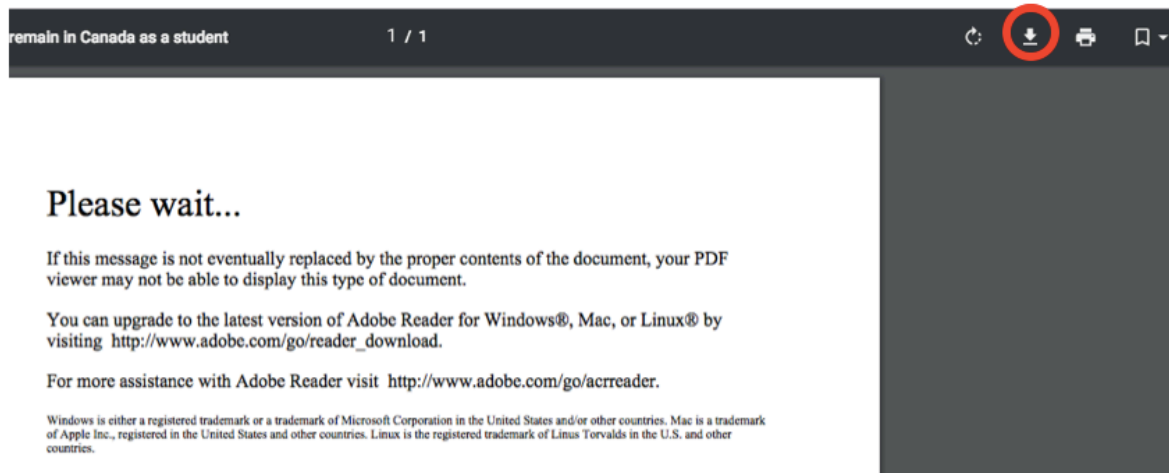 remain in Canada as a student
1 / 1
Please wait...
If this message is not eventually replaced by the proper contents of the document, your PDF
viewer may not be able to display this type of document.
You can upgrade to the latest version of Adobe Reader for Windows®, Mac, or Linux® by
visiting  http://www.adobe.com/go/reader_download.
For more assistance with Adobe Reader visit  http://www.adobe.com/go/acrreader.
Windows is either a registered trademark or a trademark of Microsoft Corporation in the United States and/or other countries. Mac is a trademark
of Apple Inc., registered in the United States and other countries. Linux is the registered trademark of Linus Torvalds in the U.S. and other
countries.